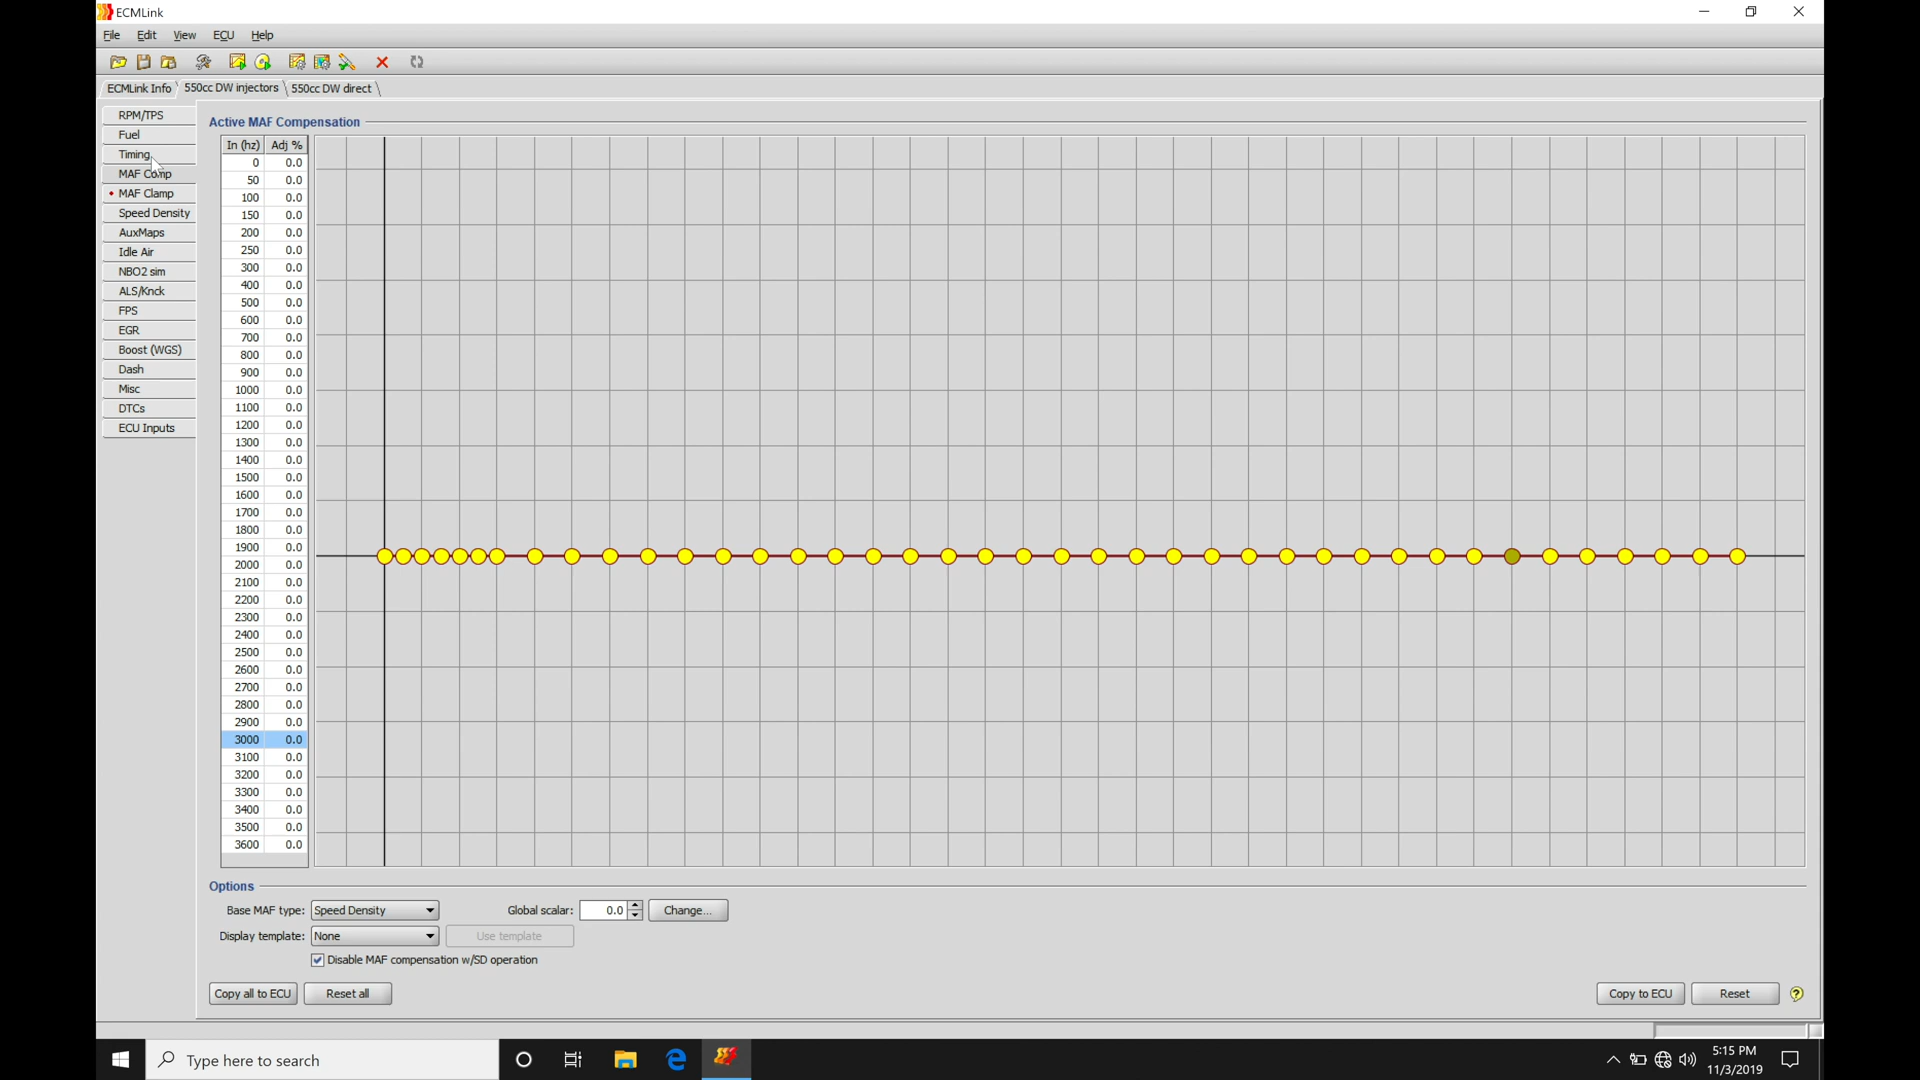 ECMLink
File Edit View ECU Help
ECMLink Info 550cc DW injectors 550cc DW direct
RPM/TPS
Fuel
Timing
MAF Comp
MAF Clamp
Speed Density
AuxMaps
Idle Air
NBO2 sim
ALS/Knck
FPS
EGR
Boost (WGS)
Dash
Misc
DTCs
ECU Inputs
Active MAF Compensation
In (hz) Adj %
0 0.0
50 0.0
100 0.0
150 0.0
200 0.0
250 0.0
300 0.0
400 0.0
500 0.0
600 0.0
700 0.0
800 0.0
900 0.0
1000 0.0
1100 0.0
1200 0.0
1300 0.0
1400 0.0
1500 0.0
1600 0.0
1700 0.0
1800 0.0
1900 0.0
2000 0.0
2100 0.0
2200 0.0
2300 0.0
2400 0.0
2500 0.0
2600 0.0
2700 0.0
2800 0.0
2900 0.0
3000 0.0
3100 0.0
3200 0.0
3300 0.0
3400 0.0
3500 0.0
3600 0.0
Options
Base MAF type: Speed Density Global scalar: 0.0 Change...
Display template: None Use template
Disable MAF compensation w/SD operation
Copy all to ECU Reset all Copy to ECU Reset ?
Type here to search
5:15 PM
11/3/2019